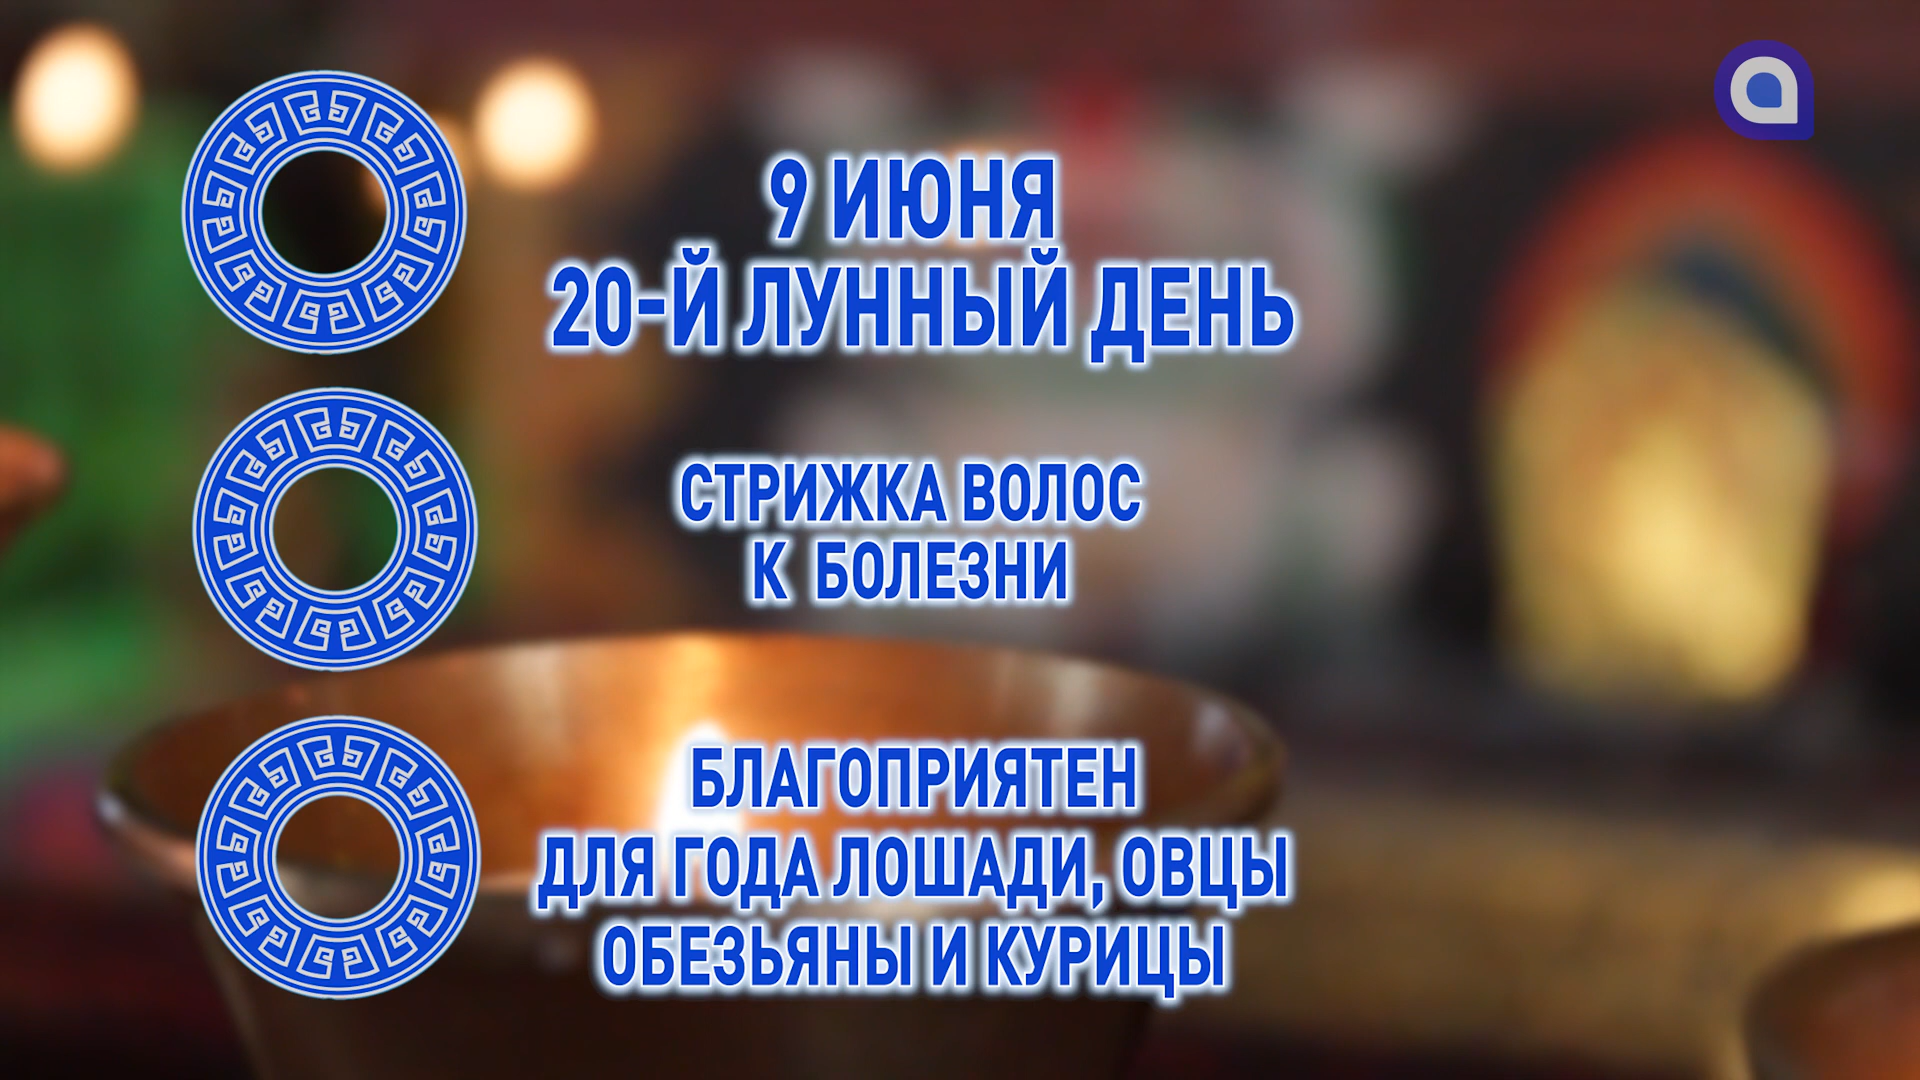 9 ИЮНЯ
20-Й ЛУННЫЙ ДЕНЬ
СТРИЖКА ВОЛОС
К БОЛЕЗНИ
БЛАГОПРИЯТЕН
ДЛЯ ГОДА ЛОШАДИ, ОВЦЫ
ОБЕЗЬЯНЫ И КУРИЦЫ